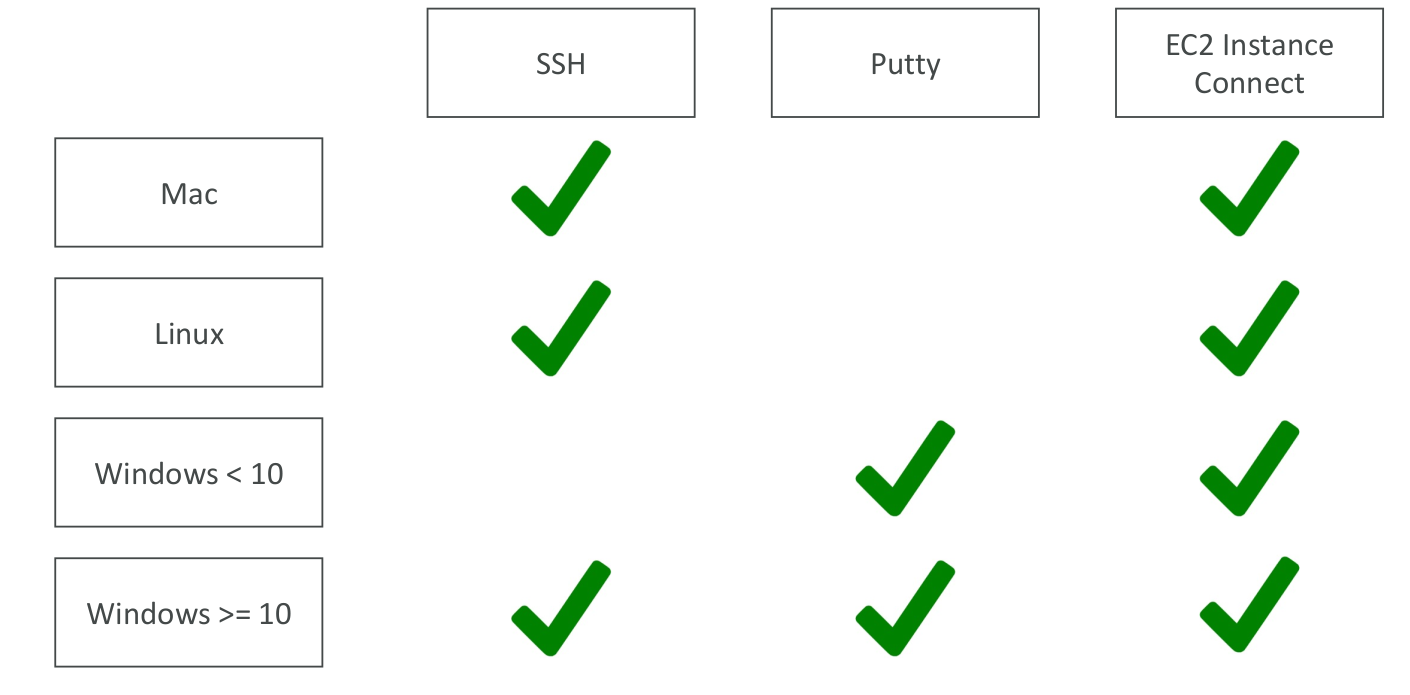 SSH
Putty
EC2 Instance
Connect
Mac
Linux
Windows < 10
Windows >= 10